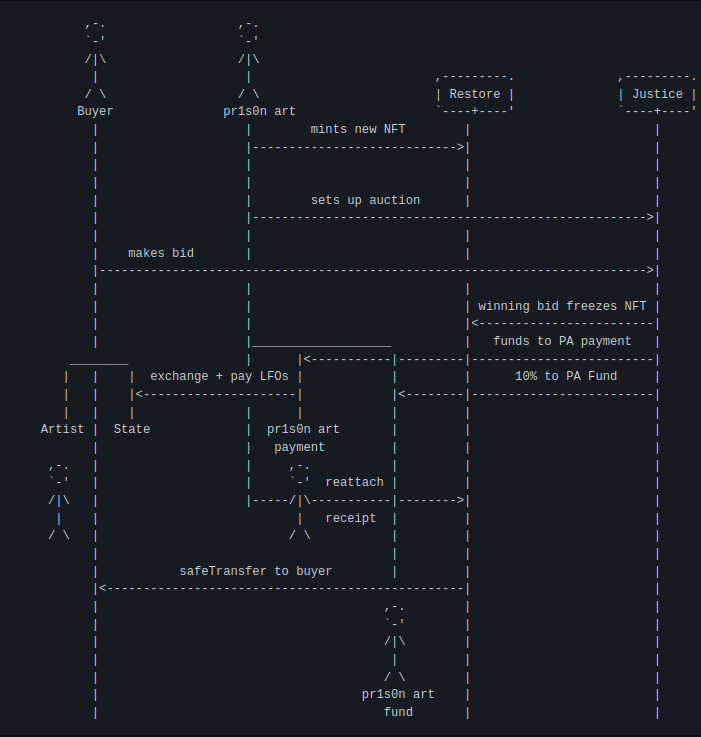 Restore Justice
Buyer pr1s0n art
mints new NFT
sets up auction
makes bid
winning bid freezes NFT
funds to PA payment
exchange + pay LFOs 10% to PA Fund
Artist State pr1s0n art
payment
reattach
receipt
safeTransfer to buyer
pr1s0n art
fund